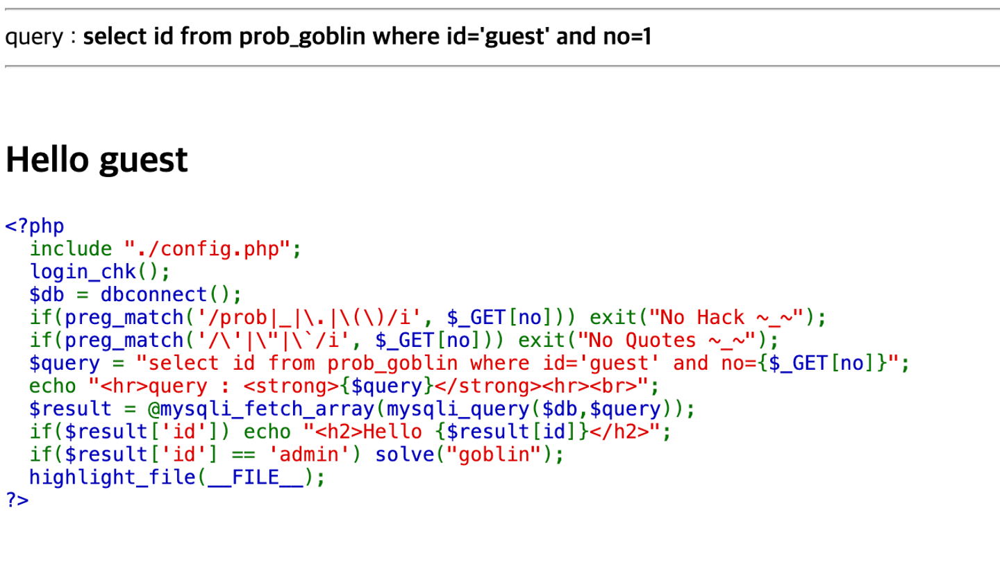 query : select id from prob_goblin where id='guest' and no=1
Hello guest
<?php
  include "./config.php";
  login_chk();
  $db = dbconnect();
  if(preg_match('/prob|_|\.|\(\)/i', $_GET[no])) exit("No Hack ~_~");
  if(preg_match('/\'|\"|\`/i', $_GET[no])) exit("No Quotes ~_~");
  $query = "select id from prob_goblin where id='guest' and no={$_GET[no]}";
  echo "<hr>query : <strong>{$query}</strong><hr><br>";
  $result = @mysqli_fetch_array(mysqli_query($db,$query));
  if($result['id']) echo "<h2>Hello {$result[id]}</h2>";
  if($result['id'] == 'admin') solve("goblin");
  highlight_file(__FILE__);
?>